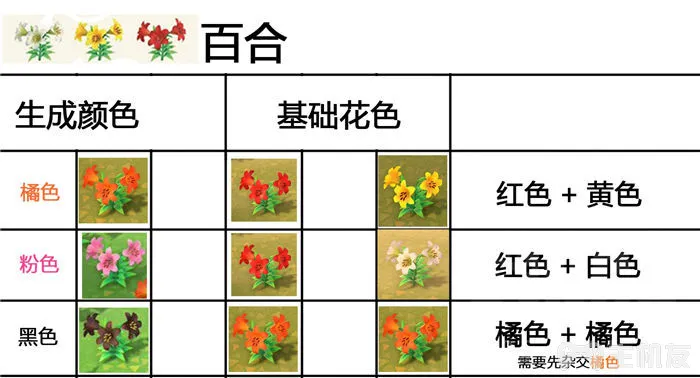 百合
生成颜色 基础花色
橘色 红色 + 黄色
粉色 红色 + 白色
黑色 橘色 + 橘色
需要先杂交橘色